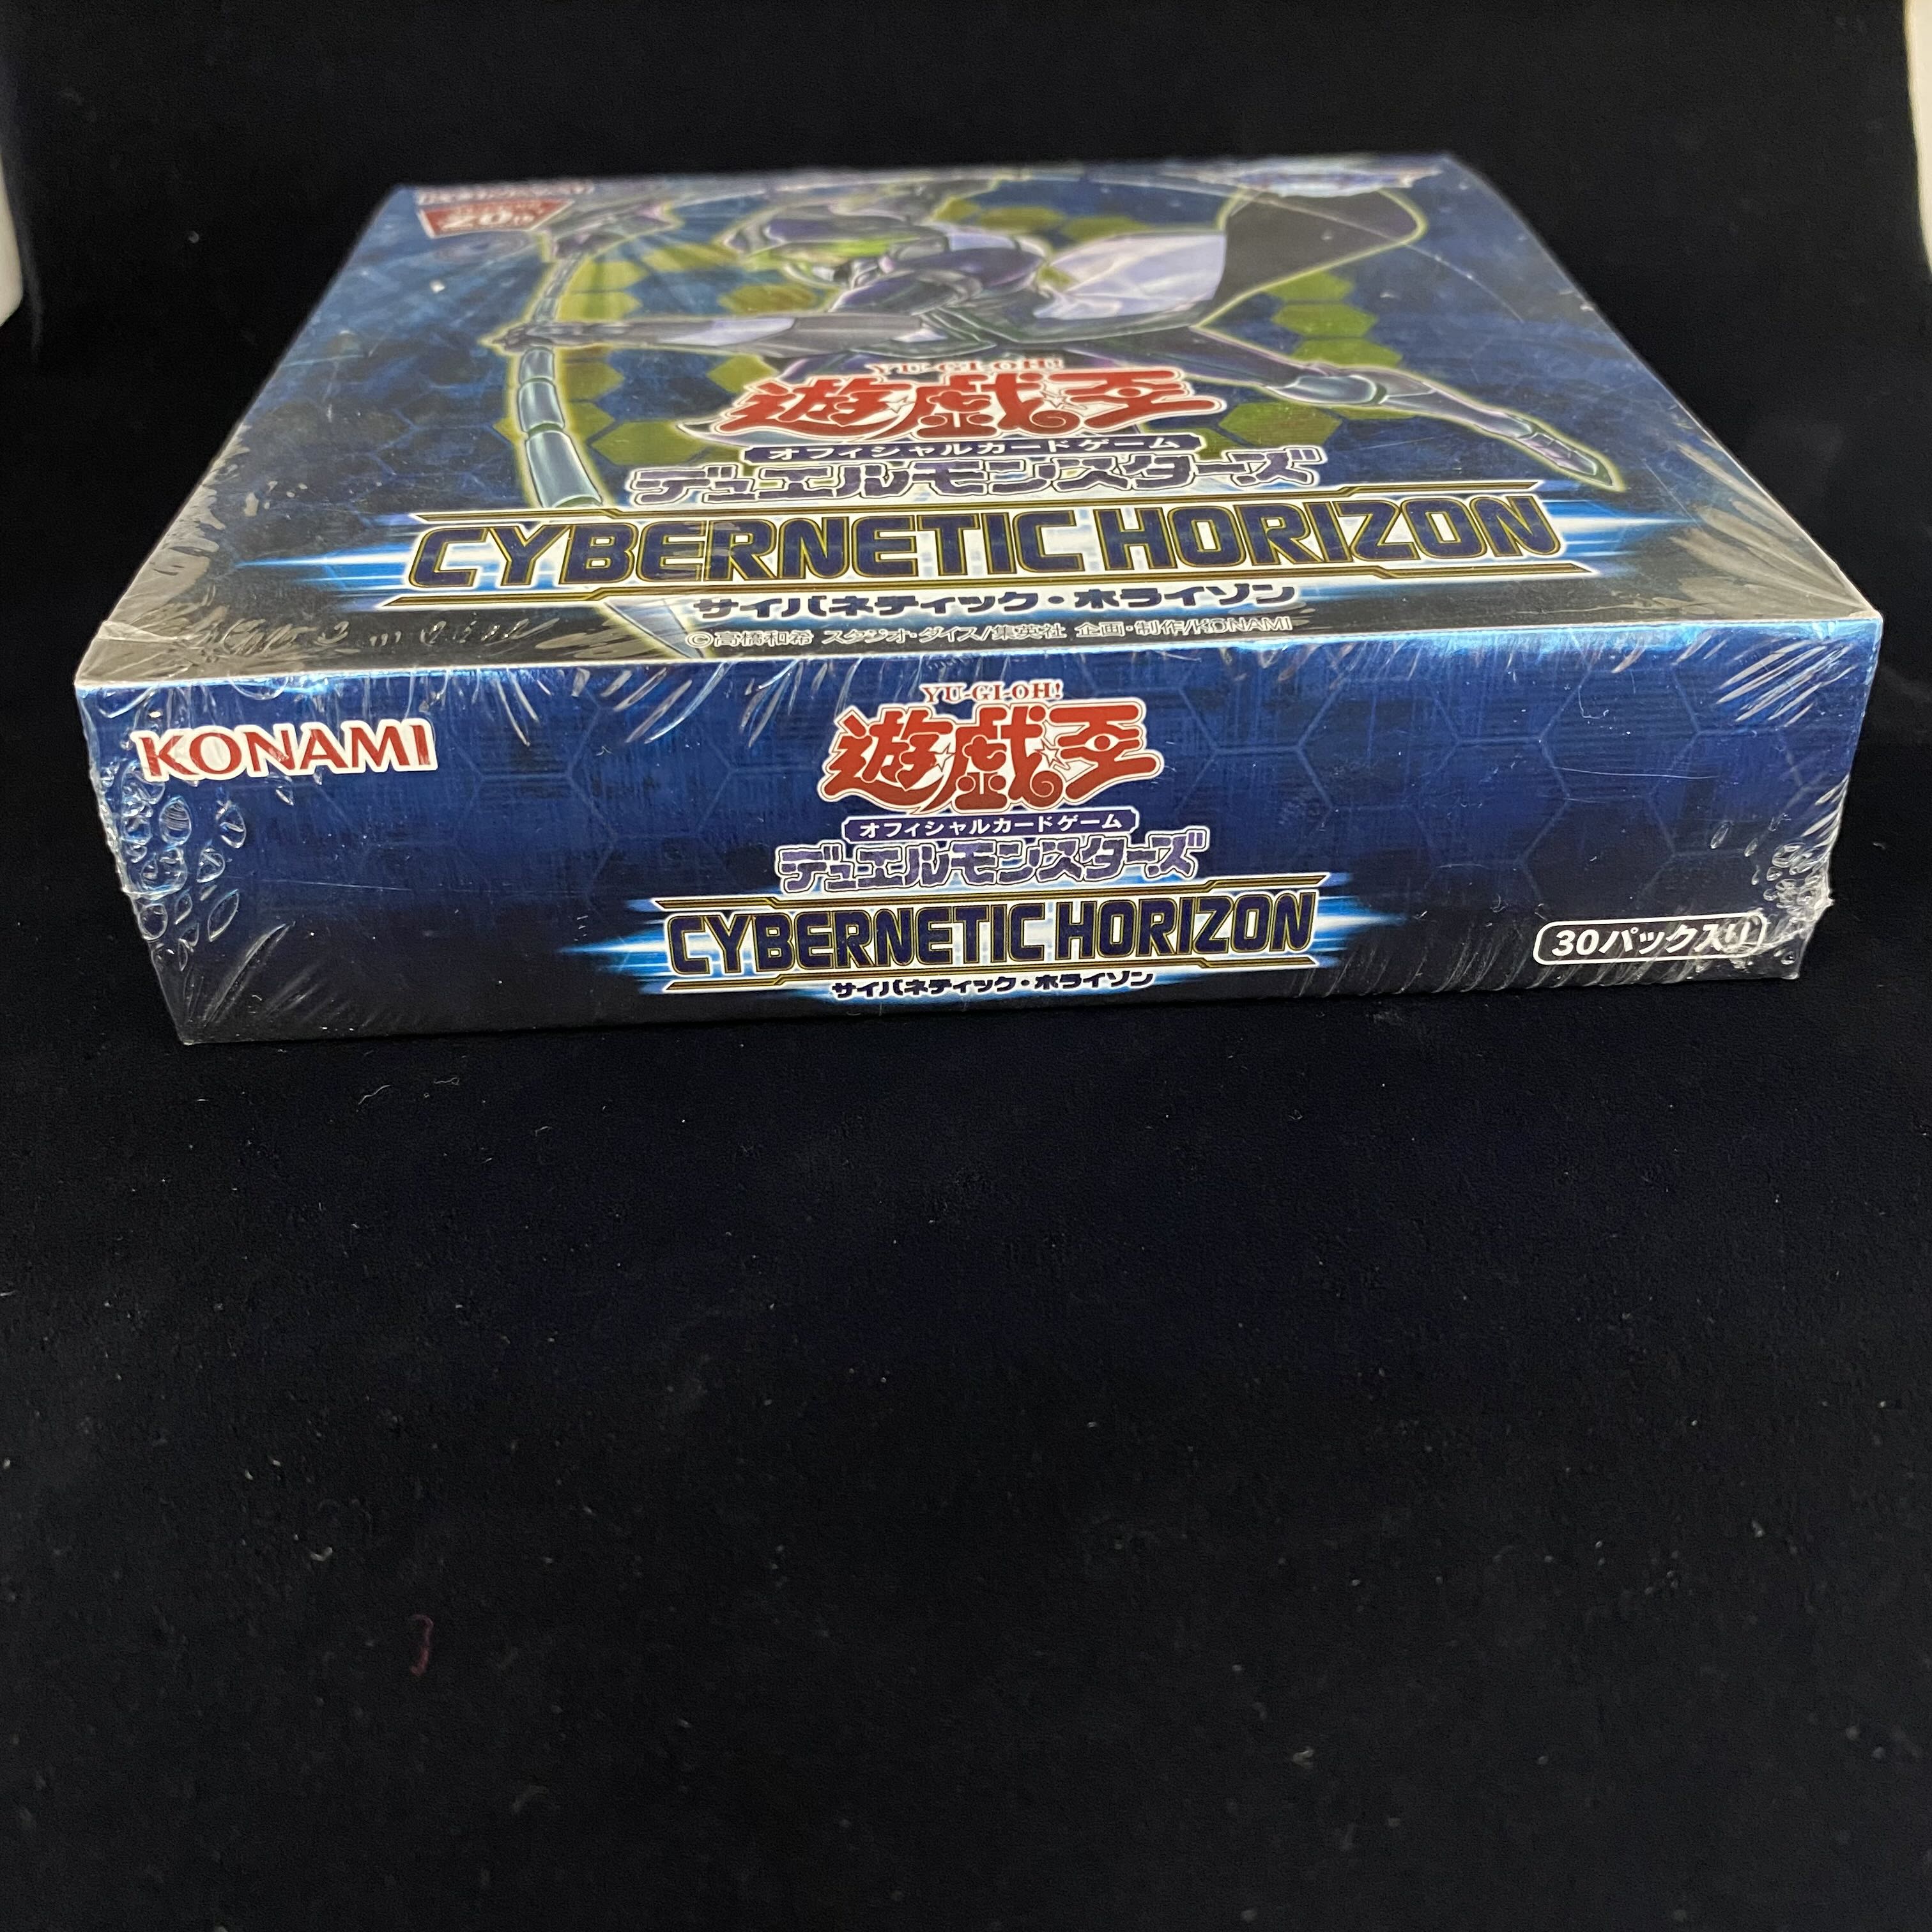 20th
YU-GI-OH!
遊戯王
オフィシャルカードゲーム
デュエルモンスターズ
CYBERNETIC HORIZON
サイバネティック・ホライゾン
©高橋和希 スタジオ・ダイス/集英社 企画・制作/KONAMI
KONAMI
YU-GI-OH!
遊戯王
オフィシャルカードゲーム
デュエルモンスターズ
CYBERNETIC HORIZON
サイバネティック・ホライゾン
30パック入り